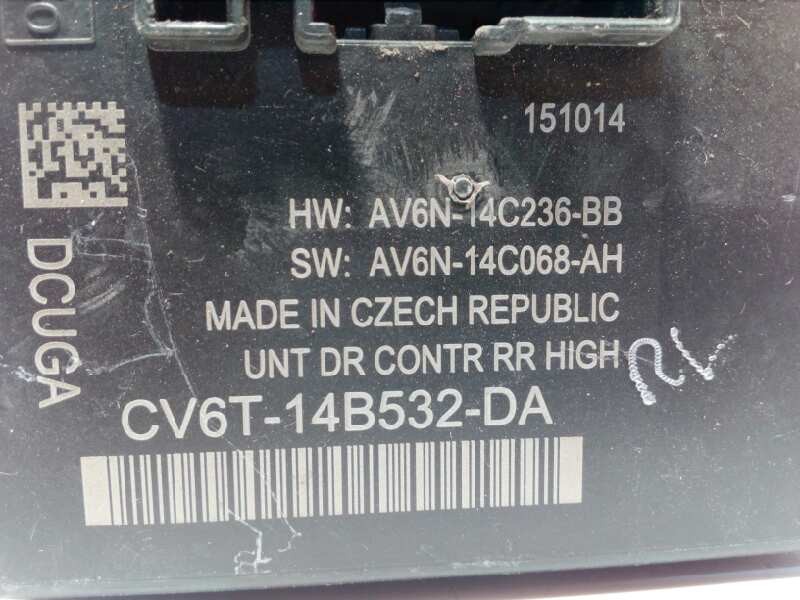 151014
HW: AV6N-14C236-BB
SW: AV6N-14C068-AH
MADE IN CZECH REPUBLIC
UNT DR CONTR RR HIGH
CV6T-14B532-DA
DCUGA